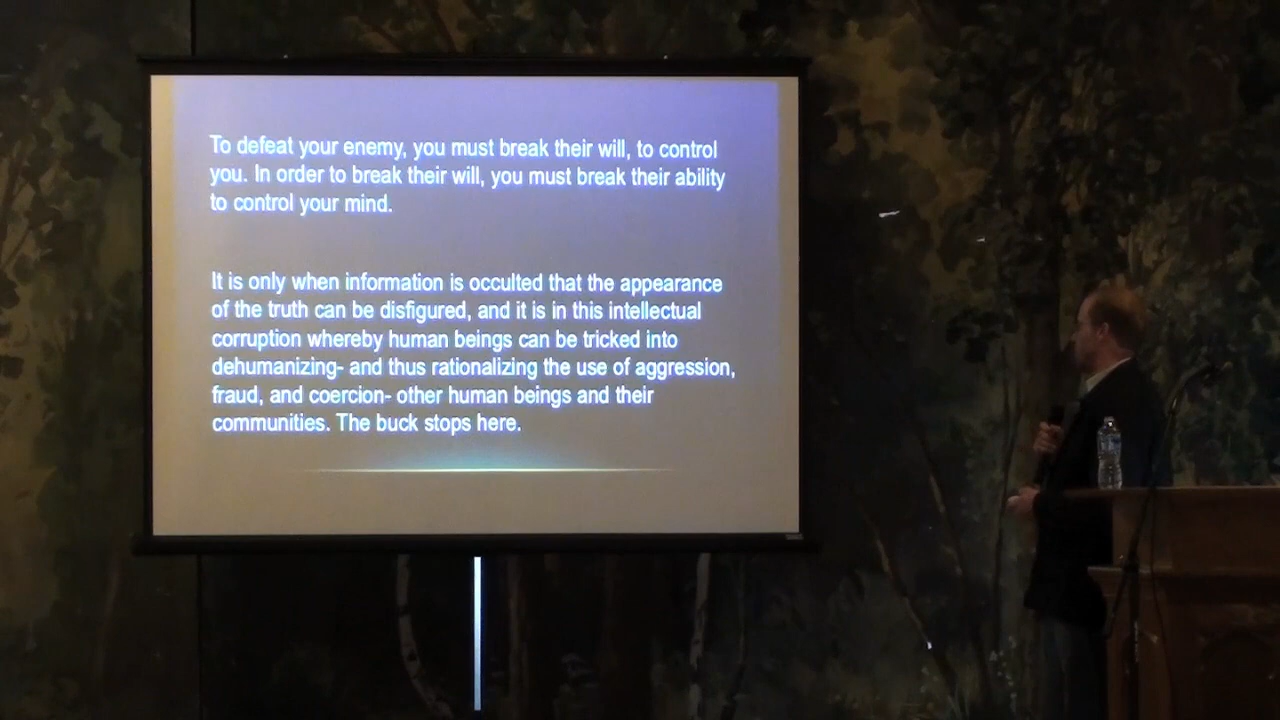 To defeat your enemy, you must break their will, to control
you. In order to break their will, you must break their ability
to control your mind.
It is only when information is occulted that the appearance
of the truth can be disfigured, and it is in this intellectual
corruption whereby human beings can be tricked into
dehumanizing- and thus rationalizing the use of aggression,
fraud, and coercion- other human beings and their
communities. The buck stops here.